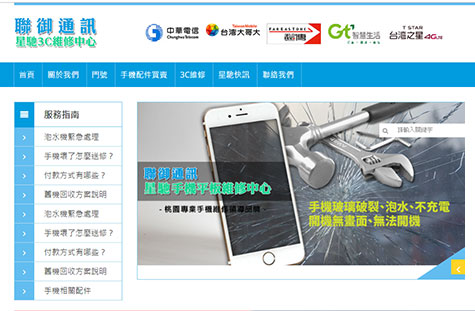 聯御通訊
星馳3C維修中心
中華電信
Chunghwa Telecom
Taiwan Mobile
台灣大哥大
FAREASTONE
遠傳
Gt 智慧生活
T STAR
台灣之星 4G LTE
首頁 關於我們 門號 手機配件買賣 3C維修 星馳快訊 聯絡我們
服務指南
泡水機緊急處理
手機壞了怎麼送修？
付款方式有哪些？
舊機回收方案說明
泡水機緊急處理
手機壞了怎麼送修？
付款方式有哪些？
舊機回收方案說明
手機相關配件
請輸入關鍵字
聯御通訊
星馳手機平板維修中心
- 桃園專業手機維修領導品牌 -
手機玻璃破裂、泡水、不充電
開機無畫面、無法開機